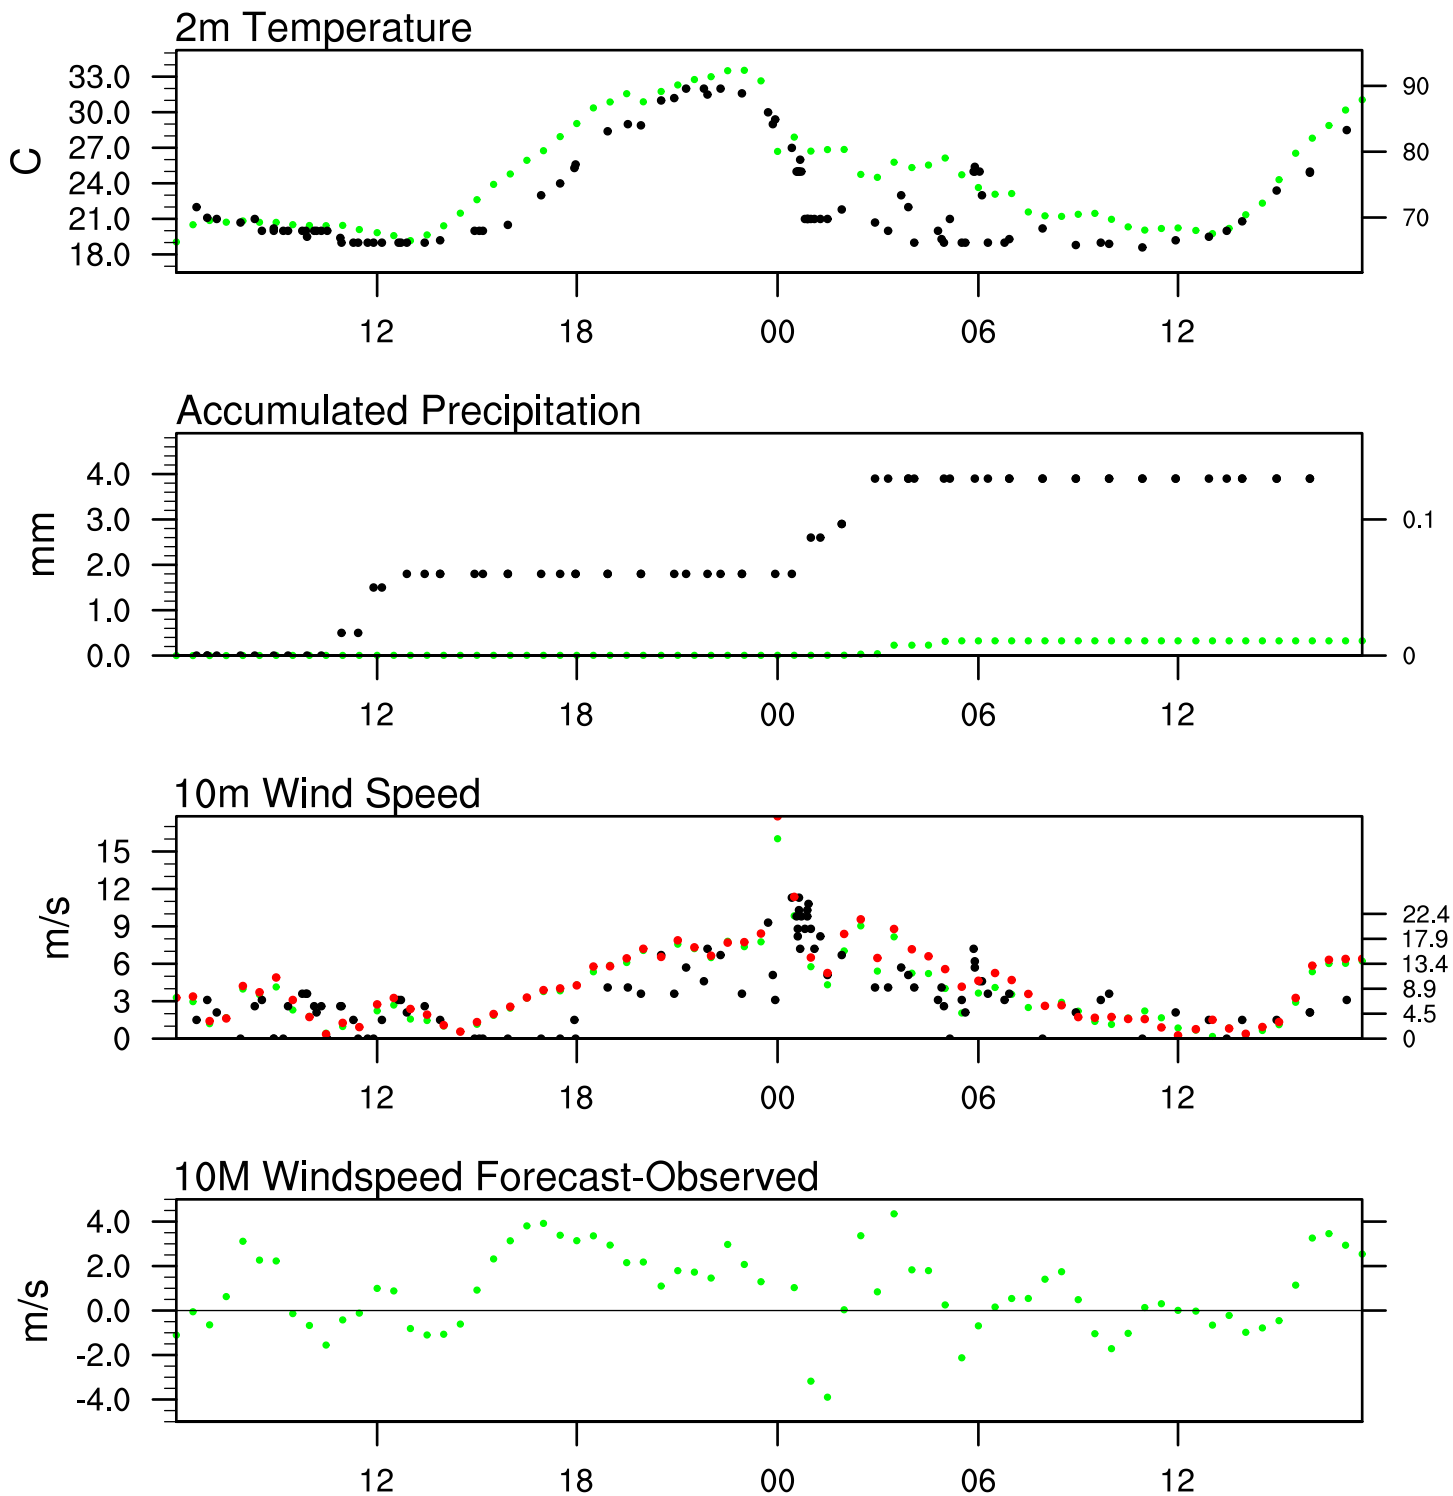 2m Temperature
33.0
30.0
27.0
24.0
21.0
18.0
C
90
80
70
12 18 00 06 12
Accumulated Precipitation
4.0
3.0
2.0
1.0
0.0
mm
0.1
0
12 18 00 06 12
10m Wind Speed
15
12
9
6
3
0
m/s
22.4
17.9
13.4
8.9
4.5
0
12 18 00 06 12
10M Windspeed Forecast-Observed
4.0
2.0
0.0
-2.0
-4.0
m/s
12 18 00 06 12